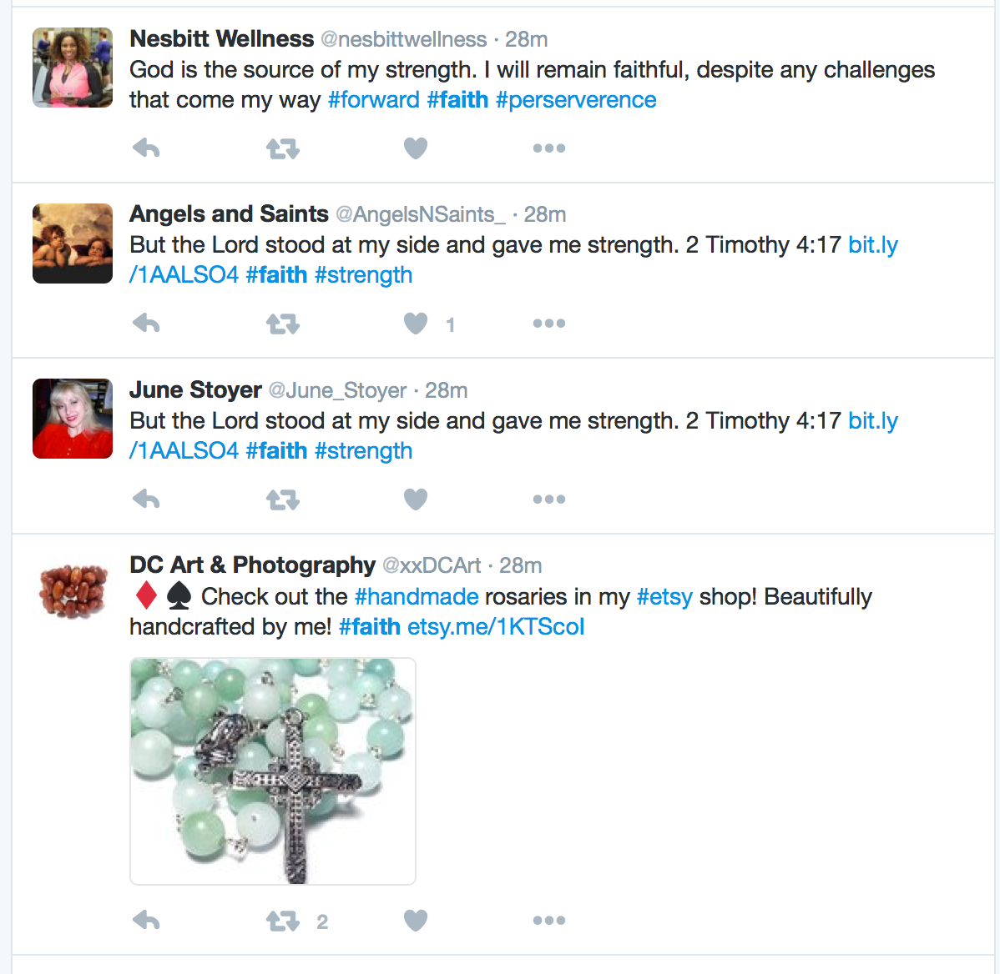 Nesbitt Wellness @nesbittwellness · 28m
God is the source of my strength. I will remain faithful, despite any challenges
that come my way #forward #faith #perserverence
Angels and Saints @AngelsNSaints_ · 28m
But the Lord stood at my side and gave me strength. 2 Timothy 4:17 bit.ly
/1AALSO4 #faith #strength
1
June Stoyer @June_Stoyer · 28m
But the Lord stood at my side and gave me strength. 2 Timothy 4:17 bit.ly
/1AALSO4 #faith #strength
DC Art & Photography @xxDCArt · 28m
♦️♠️ Check out the #handmade rosaries in my #etsy shop! Beautifully
handcrafted by me! #faith etsy.me/1KTScoI
2